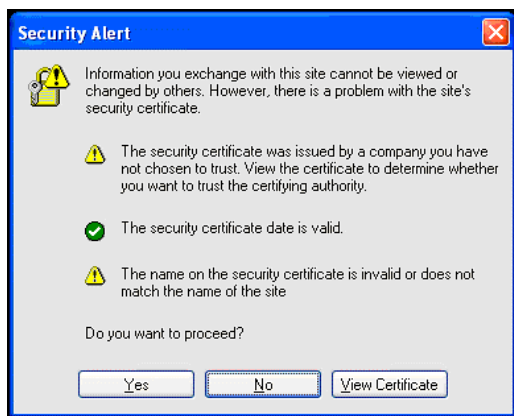 Security Alert
Information you exchange with this site cannot be viewed or
changed by others. However, there is a problem with the site's
security certificate.
The security certificate was issued by a company you have
not chosen to trust. View the certificate to determine whether
you want to trust the certifying authority.
The security certificate date is valid.
The name on the security certificate is invalid or does not
match the name of the site
Do you want to proceed?
Yes
No
View Certificate